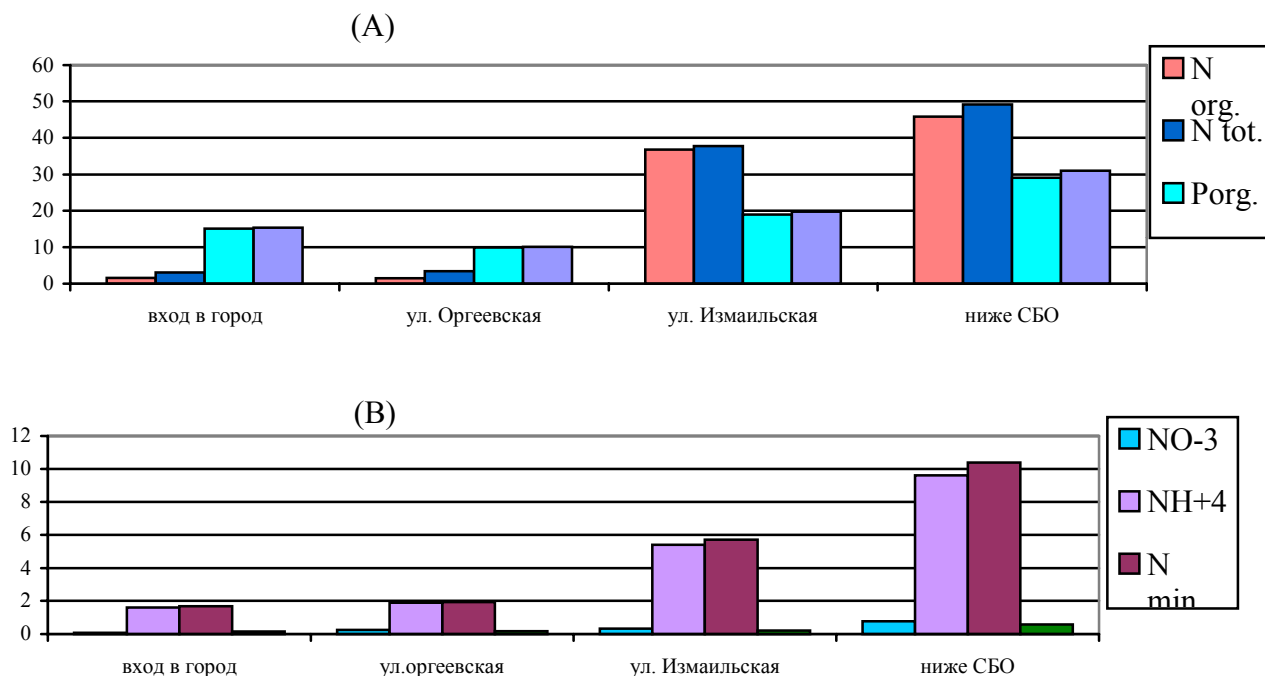 (A)
60
50
40
30
20
10
0
вход в город
ул. Оргеевская
ул. Измаильская
ниже СБО
N
org.
N tot.
Porg.
(B)
12
10
8
6
4
2
0
вход в город
ул.оргеевская
ул. Измаильская
ниже СБО
NO-3
NH+4
N
min